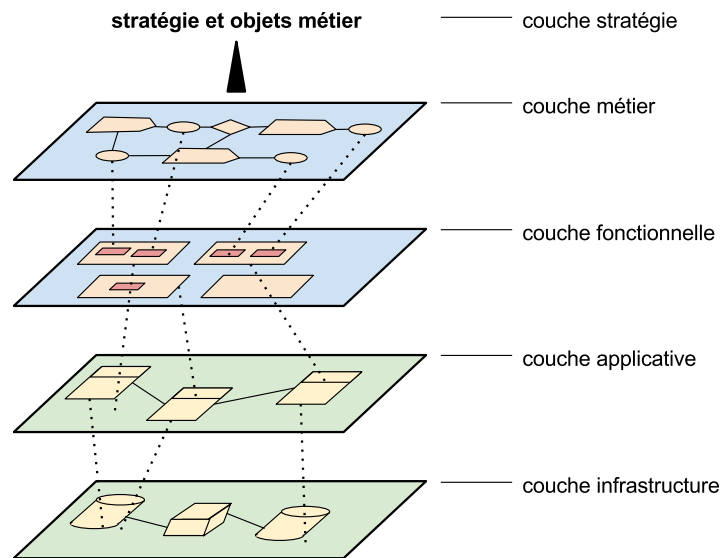 stratégie et objets métier
couche stratégie
couche métier
couche fonctionnelle
couche applicative
couche infrastructure